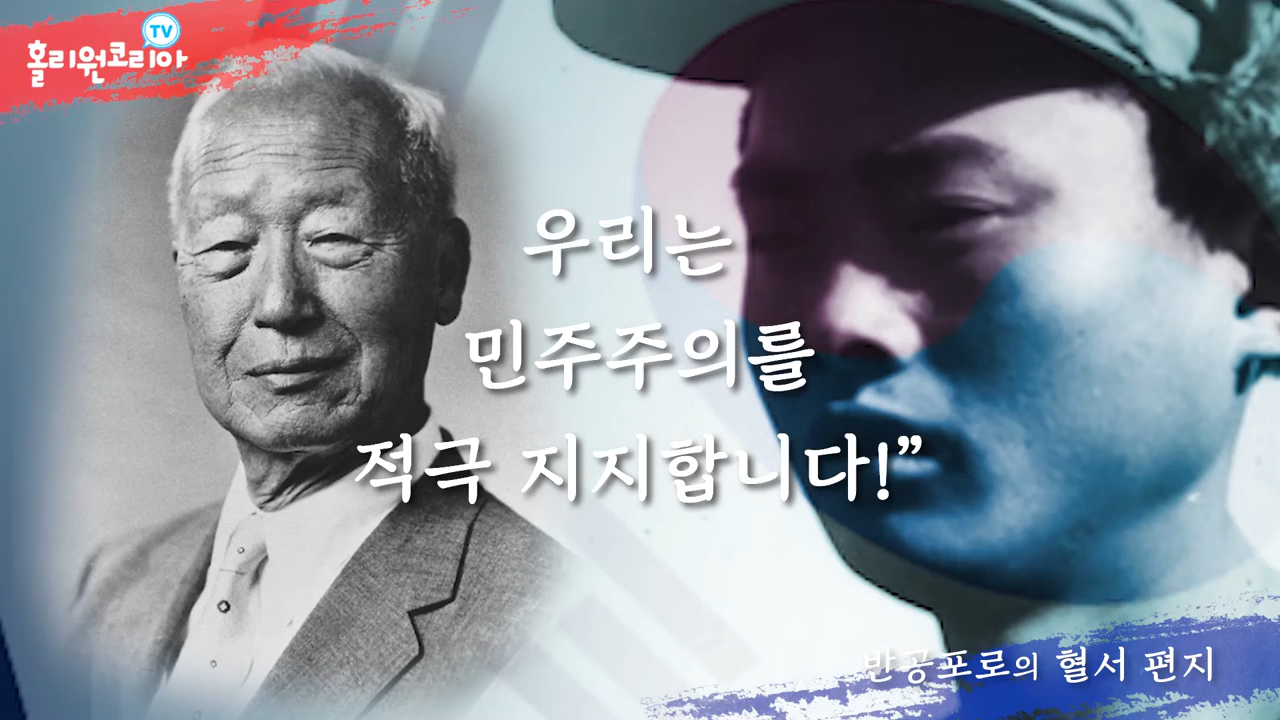 TV
홀리원코리아
우리는
민주주의를
적극 지지합니다!”
반공포로의 혈서 편지